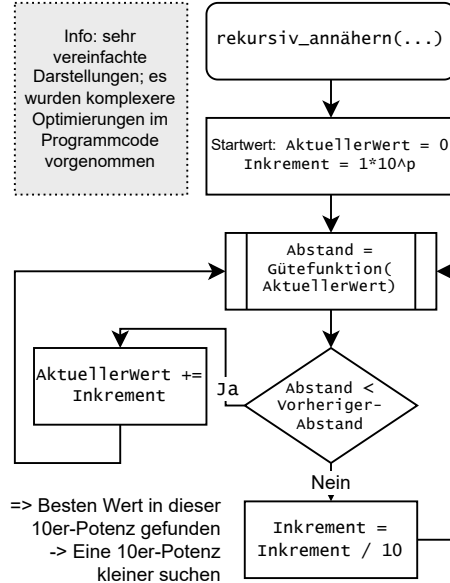 Info: sehr
vereinfachte
Darstellungen; es
wurden komplexere
Optimierungen im
Programmcode
vorgenommen
rekursiv_annähern(...)
Startwert: AktuellerWert = 0
Inkrement = 1*10^p
Abstand =
Gütefunktion(
AktuellerWert)
AktuellerWert +=
Inkrement
Ja
Abstand <
Vorheriger-
Abstand
Nein
=> Besten Wert in dieser
10er-Potenz gefunden
-> Eine 10er-Potenz
kleiner suchen
Inkrement =
Inkrement / 10